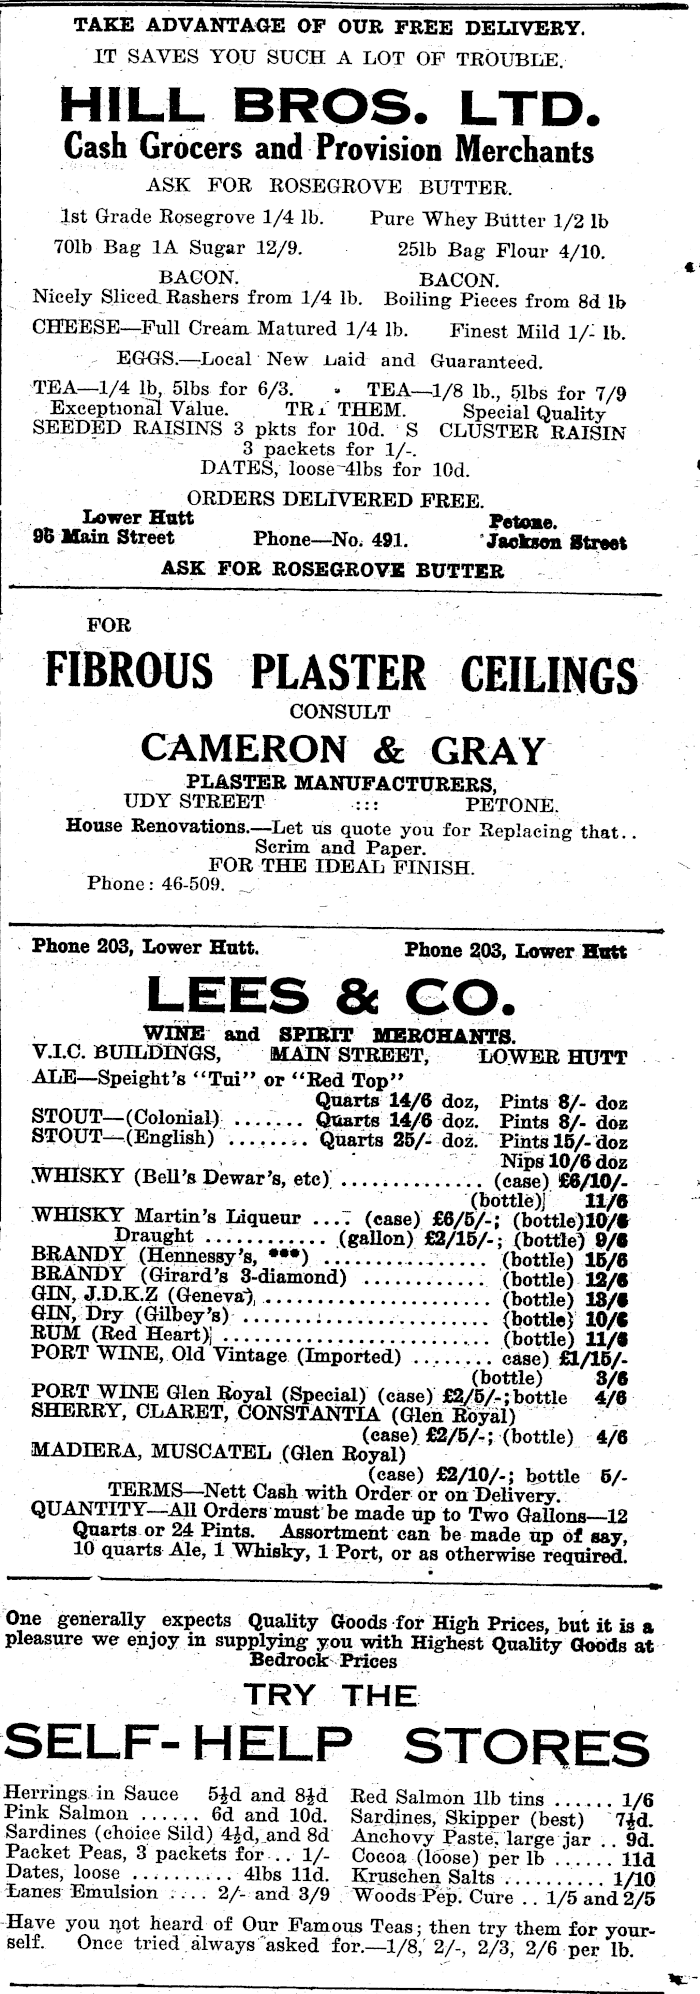 TAKE ADVANTAGE OF OUR FREE DELIVERY.
IT SAVES YOU SUCH A LOT OF TROUBLE.
HILL BROS. LTD.
Cash Grocers and Provision Merchants
ASK FOR ROSEGROVE BUTTER.
1st Grade Rosegrove 1/4 lb. Pure Whey Butter 1/2 lb
70lb Bag 1A Sugar 12/9. 25lb Bag Flour 4/10.
BACON. BACON.
Nicely Sliced Rashers from 1/4 lb. Boiling Pieces from 8d lb
CHEESE—Full Cream Matured 1/4 lb. Finest Mild 1/- lb.
EGGS.—Local New Laid and Guaranteed.
TEA—1/4 lb, 5lbs for 6/3. TEA—1/8 lb., 5lbs for 7/9
Exceptional Value. TRY THEM. Special Quality
SEEDED RAISINS 3 pkts for 10d. S CLUSTER RAISIN
3 packets for 1/-.
DATES, loose 4lbs for 10d.
ORDERS DELIVERED FREE.
Lower Hutt Petone.
96 Main Street Phone—No. 491. Jackson Street
ASK FOR ROSEGROVE BUTTER
FOR
FIBROUS PLASTER CEILINGS
CONSULT
CAMERON & GRAY
PLASTER MANUFACTURERS,
UDY STREET ::: PETONE.
House Renovations.—Let us quote you for Replacing that..
Scrim and Paper.
FOR THE IDEAL FINISH.
Phone: 46-509.
Phone 203, Lower Hutt. Phone 203, Lower Hutt
LEES & CO.
WINE and SPIRIT MERCHANTS.
V.I.C. BUILDINGS, MAIN STREET, LOWER HUTT
ALE—Speight's "Tui" or "Red Top"
Quarts 14/6 doz, Pints 8/- doz
STOUT—(Colonial) ....... Quarts 14/6 doz. Pints 8/- doz
STOUT—(English) ........ Quarts 25/- doz. Pints 15/- doz
Nips 10/6 doz
WHISKY (Bell's Dewar's, etc) .............. (case) £6/10/-
(bottle) 11/6
WHISKY Martin's Liqueur .... (case) £6/5/-; (bottle)10/6
Draught ............ (gallon) £2/15/-; (bottle) 9/6
BRANDY (Hennessy's, ***) ................ (bottle) 15/6
BRANDY (Girard's 3-diamond) ............ (bottle) 12/6
GIN, J.D.K.Z (Geneva) ...................... (bottle) 13/6
GIN, Dry (Gilbey's) ........................ (bottle) 10/6
RUM (Red Heart) .......................... (bottle) 11/6
PORT WINE, Old Vintage (Imported) ........ case) £1/15/-
(bottle) 3/6
PORT WINE Glen Royal (Special) (case) £2/5/-;bottle 4/6
SHERRY, CLARET, CONSTANTIA (Glen Royal)
(case) £2/5/-; (bottle) 4/6
MADIERA, MUSCATEL (Glen Royal)
(case) £2/10/-; bottle 5/-
TERMS—Nett Cash with Order or on Delivery.
QUANTITY—All Orders must be made up to Two Gallons—12
Quarts or 24 Pints. Assortment can be made up of say,
10 quarts Ale, 1 Whisky, 1 Port, or as otherwise required.
One generally expects Quality Goods for High Prices, but it is a
pleasure we enjoy in supplying you with Highest Quality Goods at
Bedrock Prices
TRY THE
SELF-HELP STORES
Herrings in Sauce 5½d and 8½d Red Salmon 1lb tins ...... 1/6
Pink Salmon ...... 6d and 10d. Sardines, Skipper (best) 7½d.
Sardines (choice Sild) 4½d, and 8d Anchovy Paste, large jar .. 9d.
Packet Peas, 3 packets for .. 1/- Cocoa (loose) per lb ...... 11d
Dates, loose .......... 4lbs 11d. Kruschen Salts .......... 1/10
Lanes Emulsion .... 2/- and 3/9 Woods Pep. Cure .. 1/5 and 2/5
Have you not heard of Our Famous Teas; then try them for your-
self. Once tried always asked for.—1/8, 2/-, 2/3, 2/6 per lb.